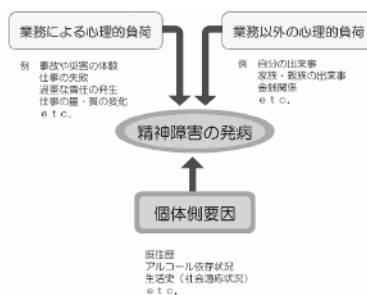 業務による心理的負荷
業務以外の心理的負荷
例 事故や災害の体験
仕事の失敗
過重な責任の発生
仕事の量・質の変化
etc.
例 自分の出来事
家族・親族の出来事
金銭関係
etc.
精神障害の発病
個体側要因
既往歴
アルコール依存状況
生活史(社会適応状況)
etc.